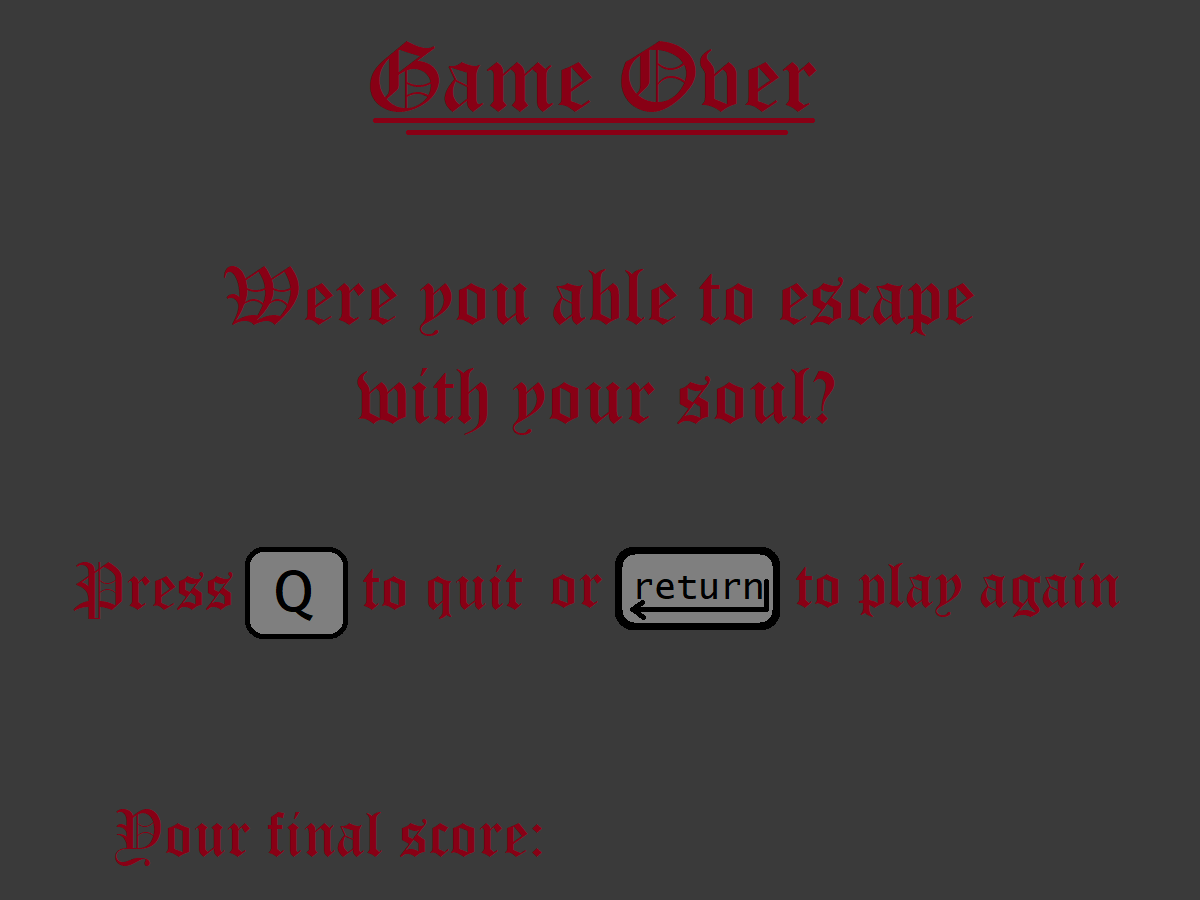 Game Over
Were you able to escape
with your soul?
Press Q to quit or return to play again
Your final score: